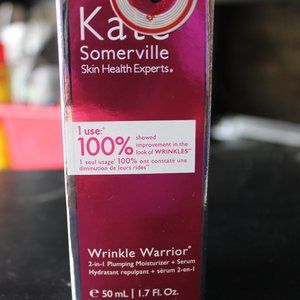 Kate
Somerville
Skin Health Experts®
1 use:*
100% showed
improvement in the
look of WRINKLES**
1 seul usage* 100% ont constaté une
diminution de leurs rides**
Wrinkle Warrior®
2-in-1 Plumping Moisturizer + Serum
Hydratant repulpant + sérum 2-en-1
℮ 50 mL | 1.7 Fl. Oz.